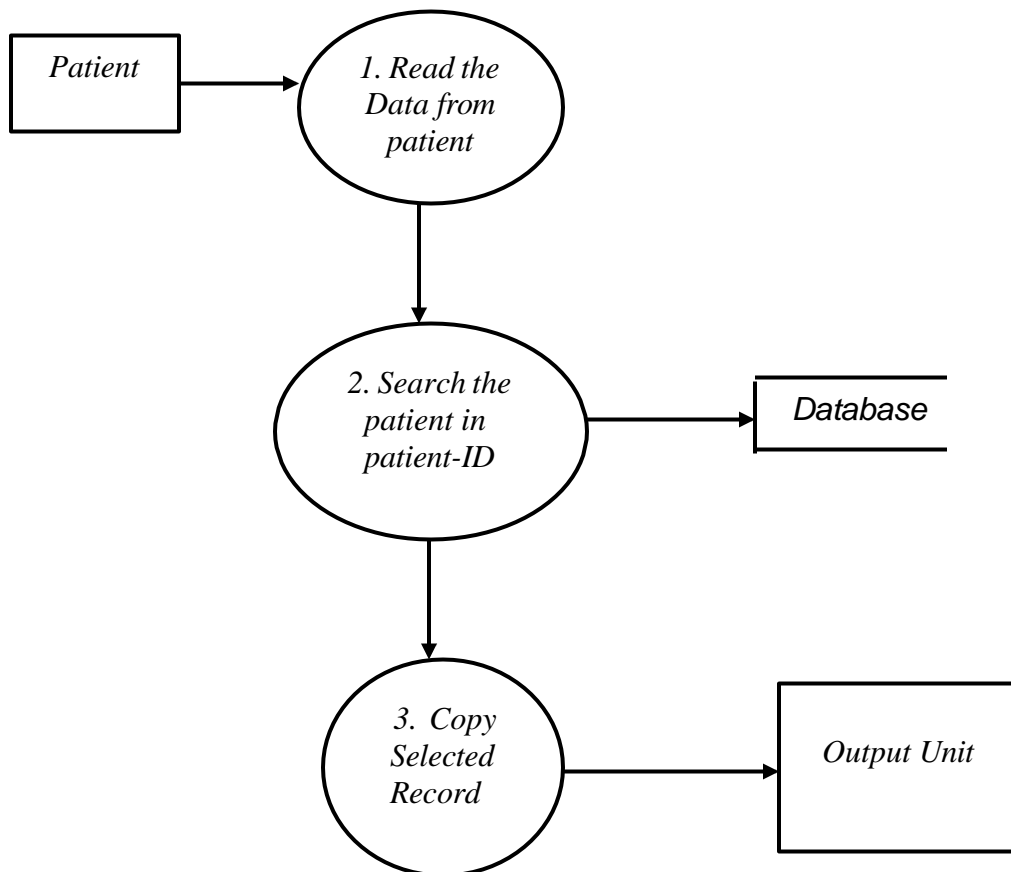 Patient
1. Read the
Data from
patient
2. Search the
patient in
patient-ID
Database
3. Copy
Selected
Record
Output Unit